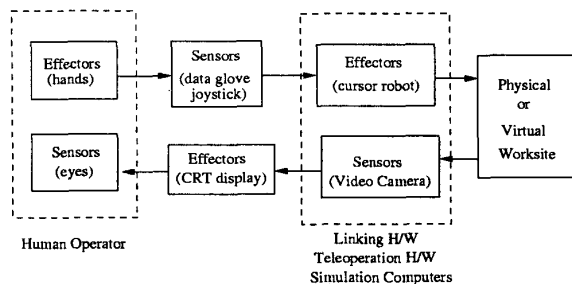 Effectors
(hands)
Sensors
(data glove
joystick)
Effectors
(cursor robot)
Physical
or
Virtual
Worksite
Sensors
(eyes)
Effectors
(CRT display)
Sensors
(Video Camera)
Human Operator
Linking H/W
Teleoperation H/W
Simulation Computers